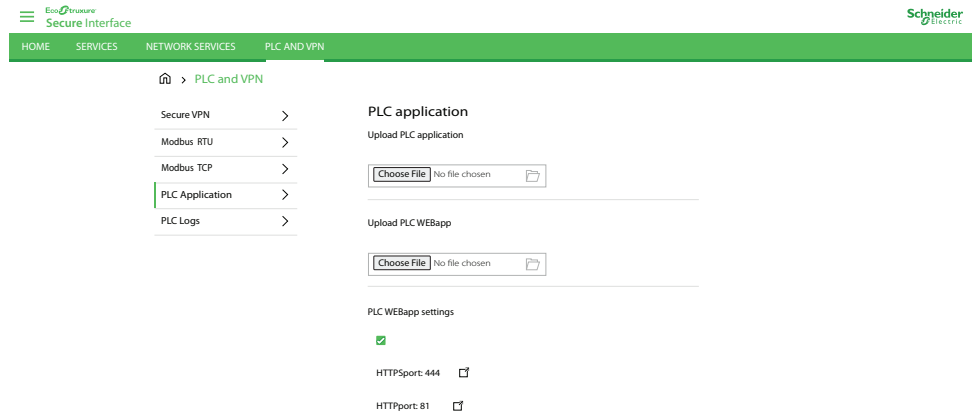 EcoStruxure
Secure Interface
Schneider
Electric
HOME SERVICES NETWORK SERVICES PLC AND VPN
PLC and VPN
Secure VPN
Modbus RTU
Modbus TCP
PLC Application
PLC Logs
PLC application
Upload PLC application
Choose File No file chosen
Upload PLC WEBapp
Choose File No file chosen
PLC WEBapp settings
HTTPSport: 444
HTTPport: 81